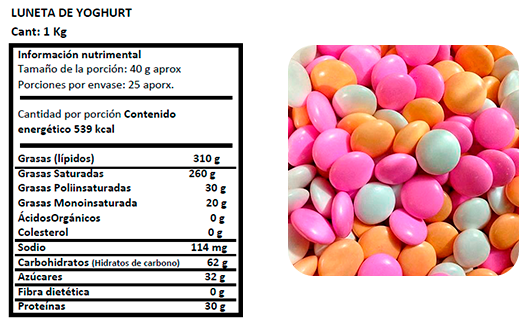 LUNETA DE YOGHURT
Cant: 1 Kg
Información nutrimental
Tamaño de la porción: 40 g aprox
Porciones por envase: 25 aporx.
Cantidad por porción Contenido
energético 539 kcal
Grasas (lípidos) 310 g
Grasas Saturadas 260 g
Grasas Poliinsaturadas 30 g
Grasas Monoinsaturada 20 g
ÁcidosOrgánicos 0 g
Colesterol 0 g
Sodio 114 mg
Carbohidratos (Hidratos de carbono) 62 g
Azúcares 32 g
Fibra dietética 0 g
Proteínas 30 g